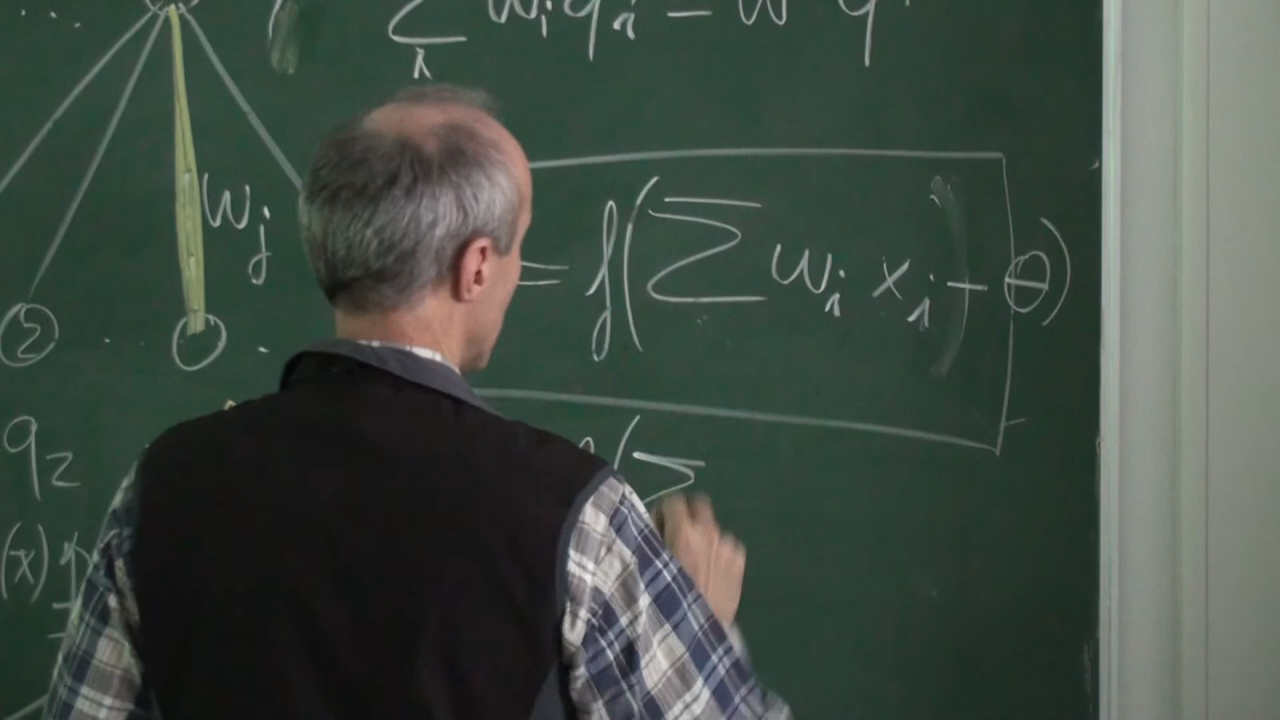 ∑ᵢ wᵢ qᵢ = w q
wⱼ
= f(∑ wᵢ xᵢ) - θ)
2
q₂
∑
(x)